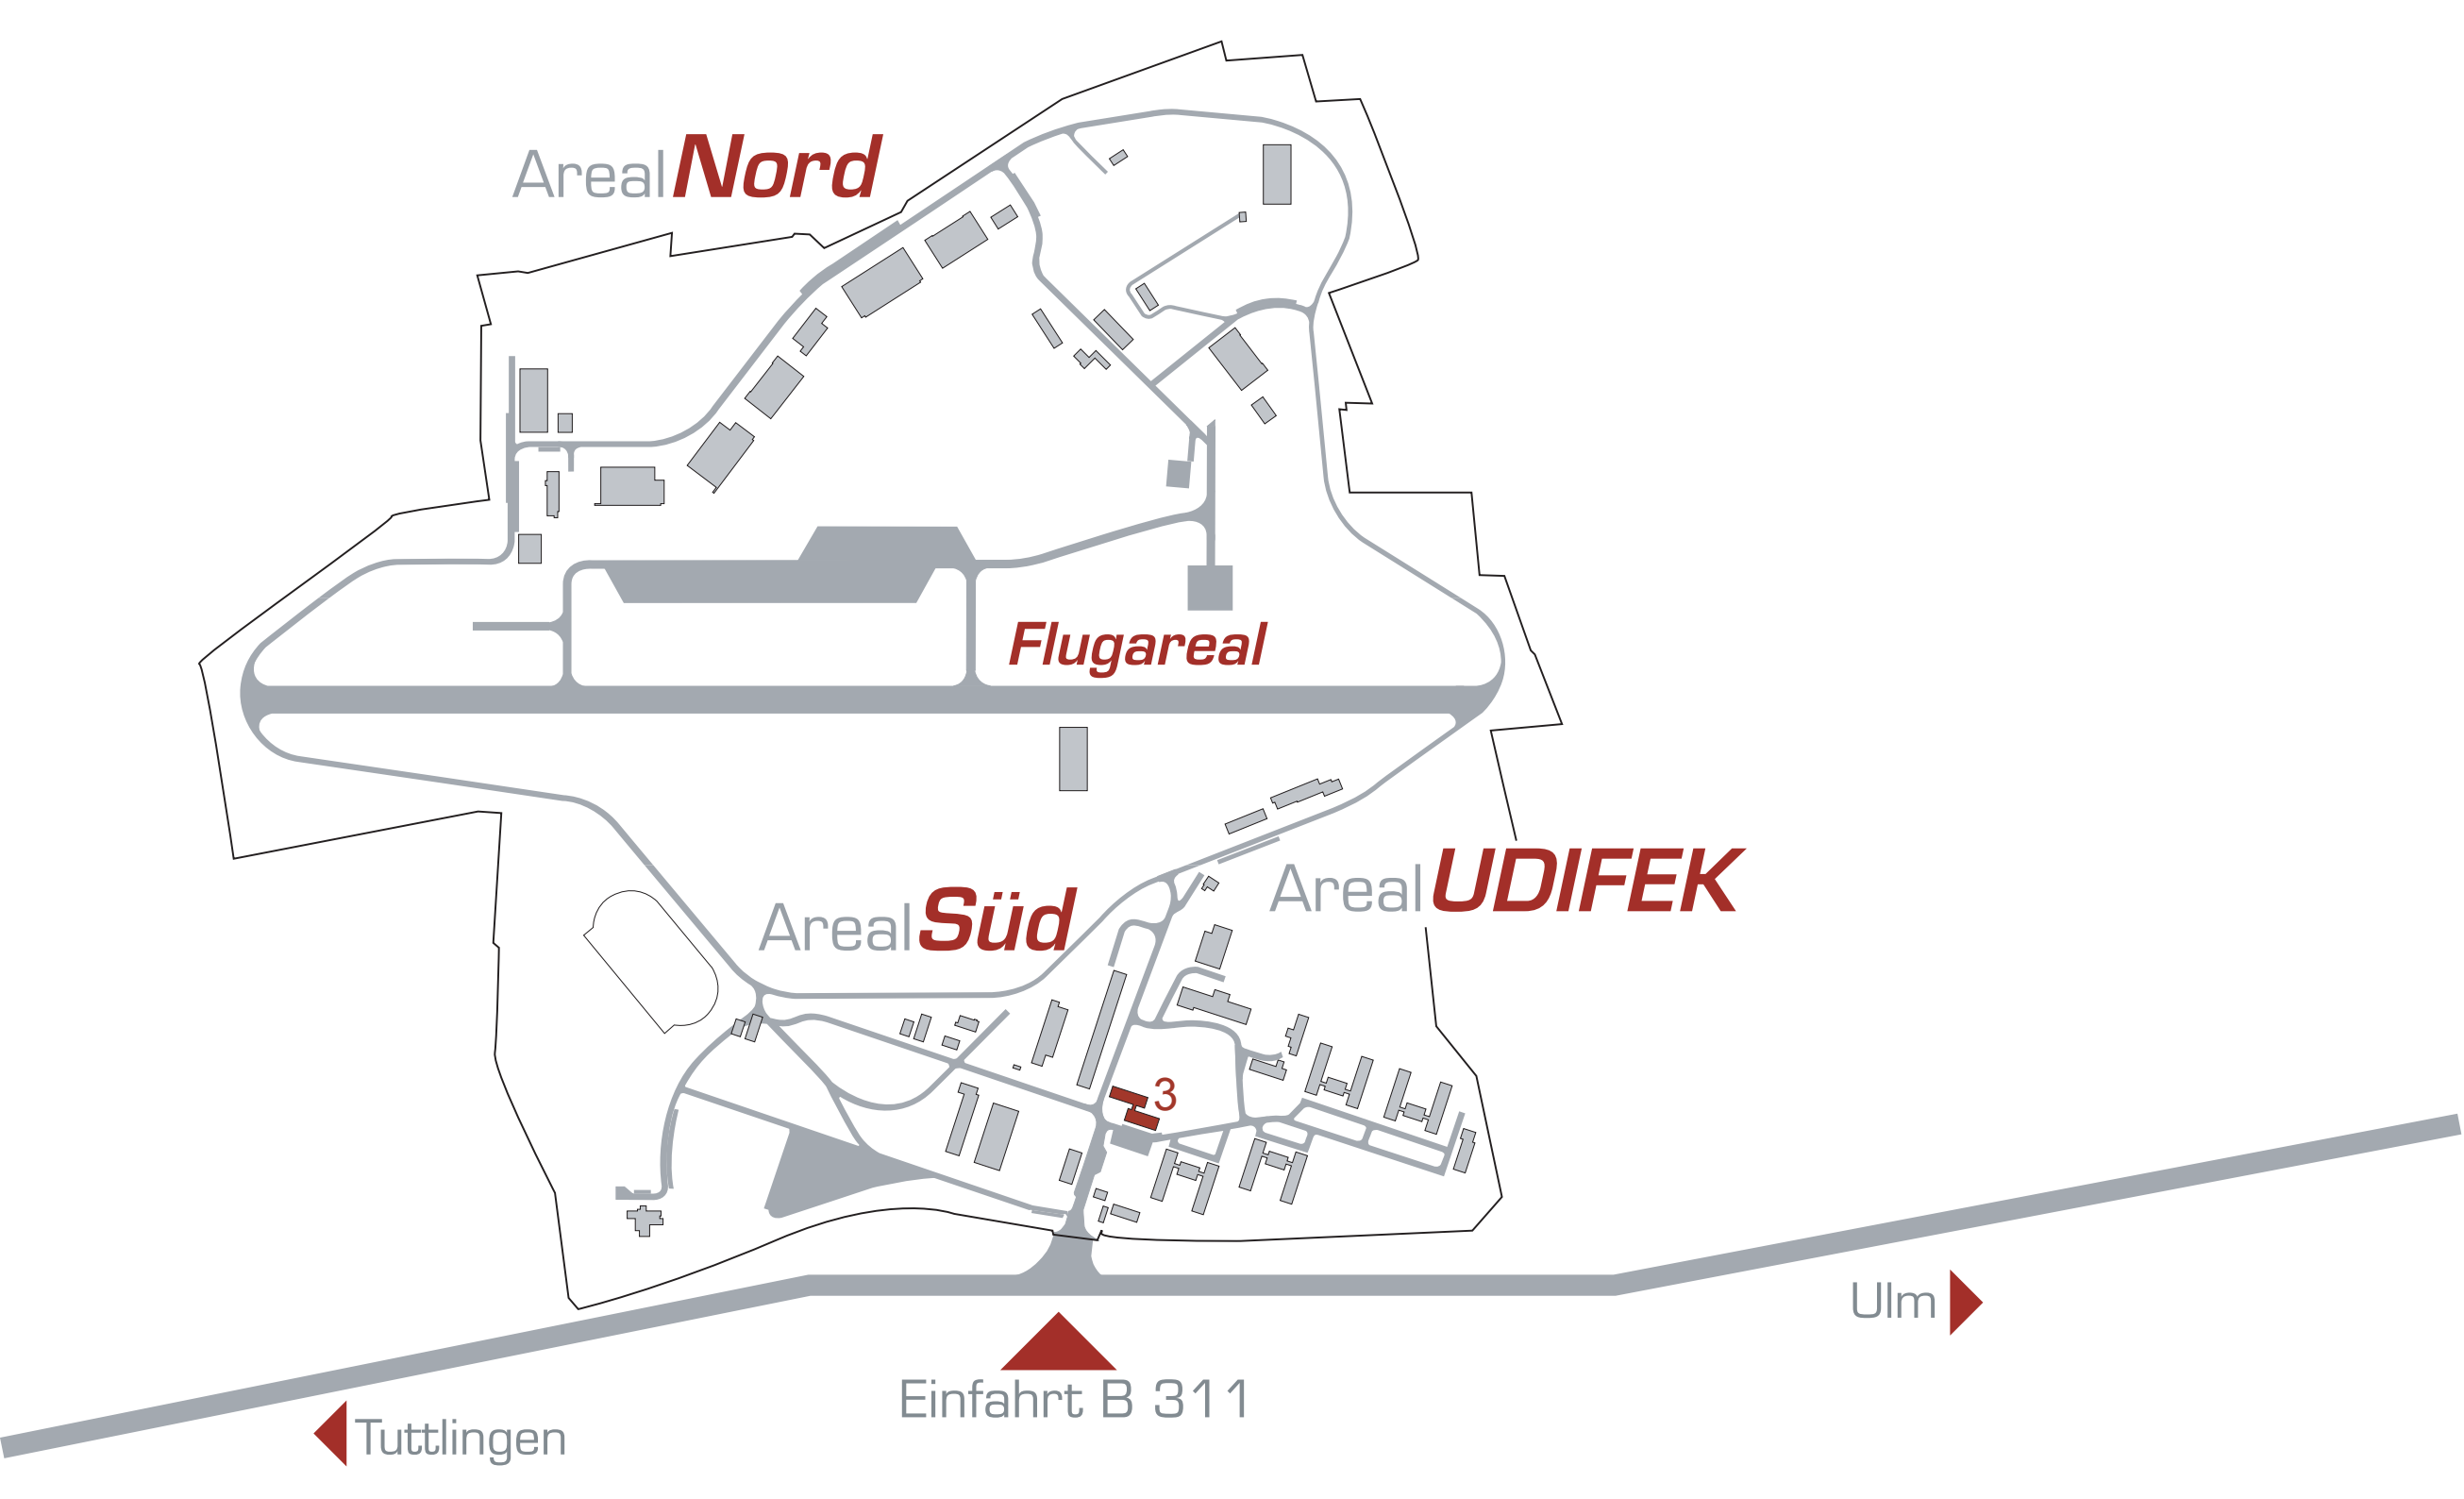 Areal Nord
Flugareal
Areal UDIFEK
Areal Süd
3
Ulm
Einfahrt B 311
Tuttlingen